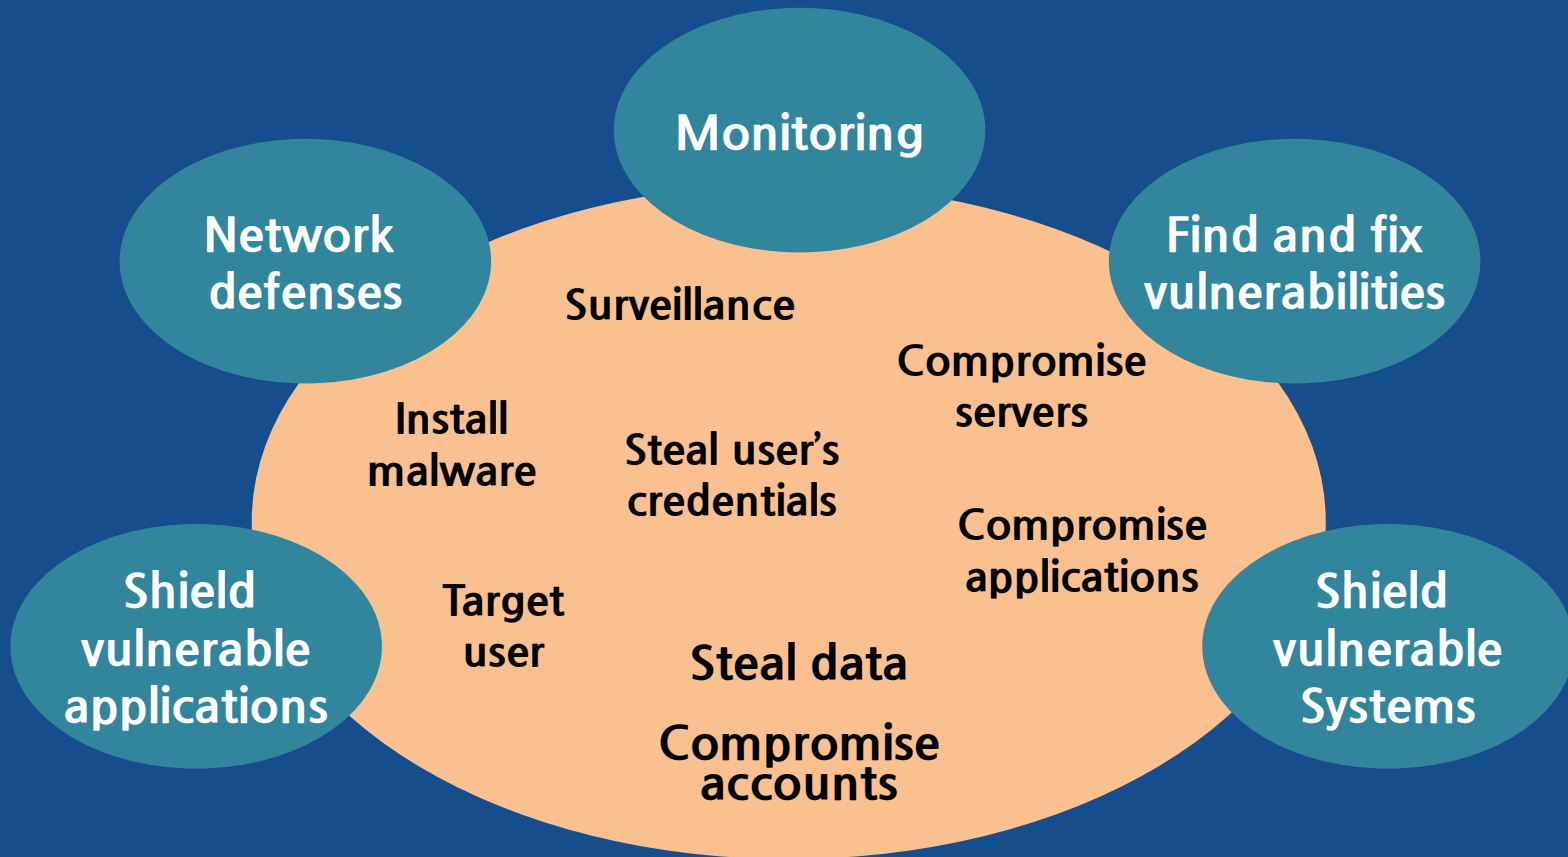 Monitoring
Network
defenses
Find and fix
vulnerabilities
Surveillance
Compromise
servers
Install
malware
Steal user’s
credentials
Compromise
applications
Shield
vulnerable
applications
Target
user
Shield
vulnerable
Systems
Steal data
Compromise
accounts